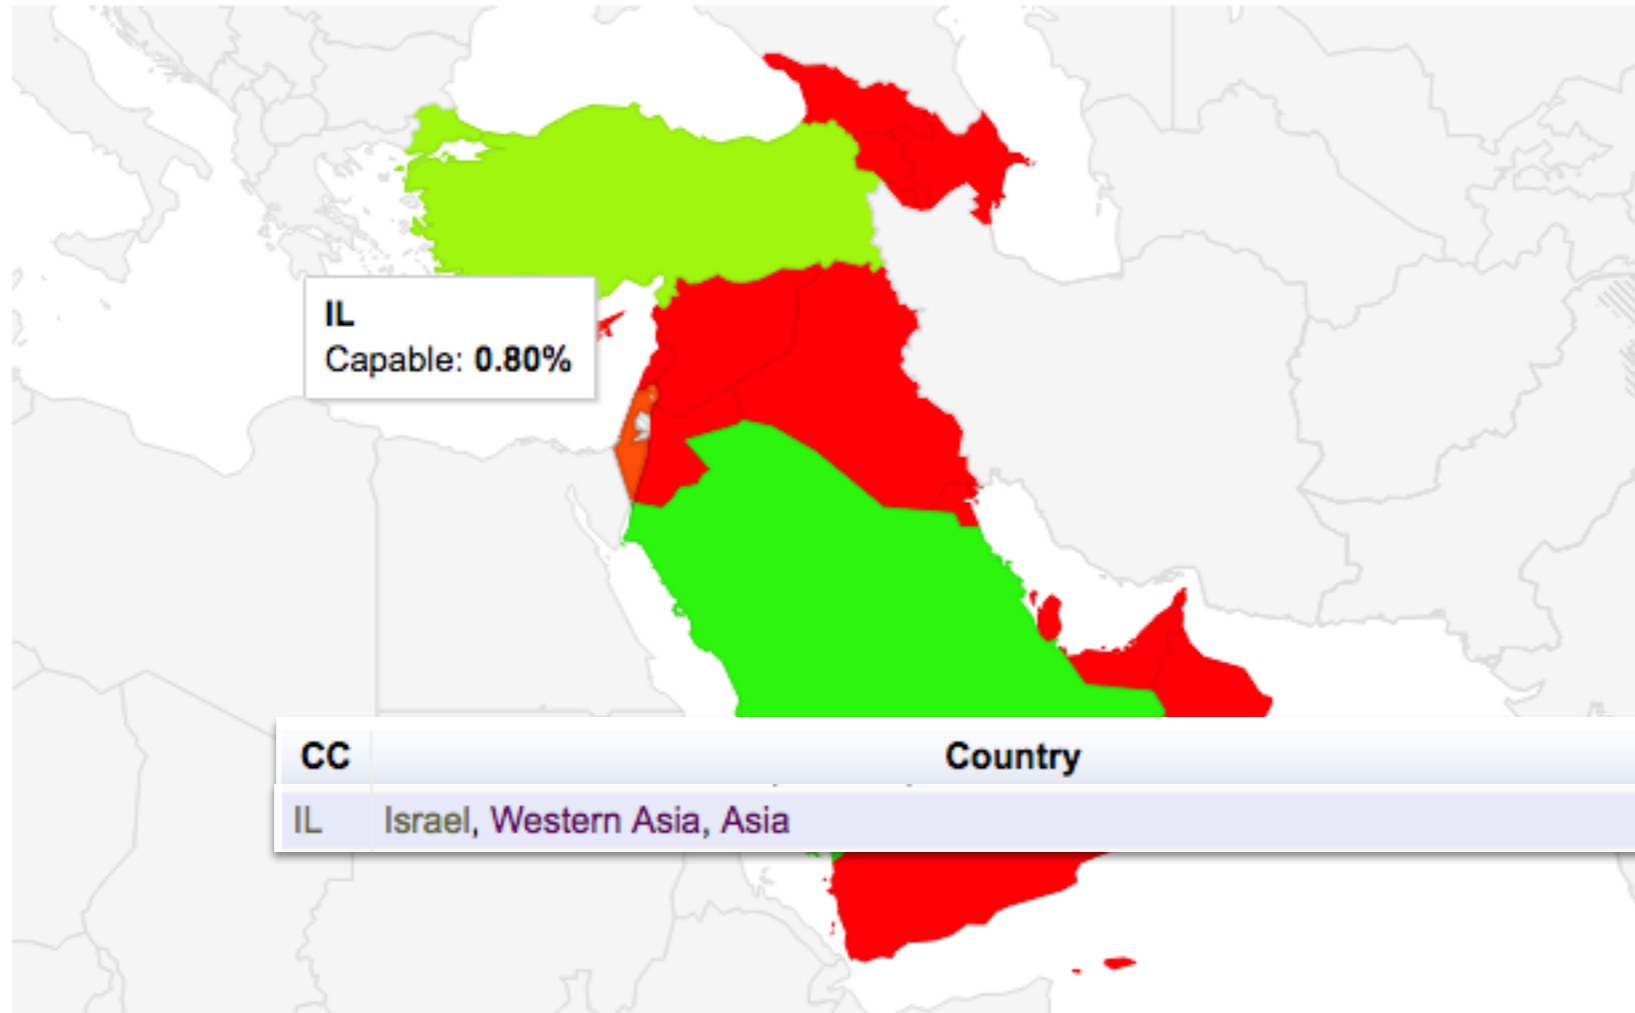 IL
Capable: 0.80%
CC Country
IL Israel, Western Asia, Asia